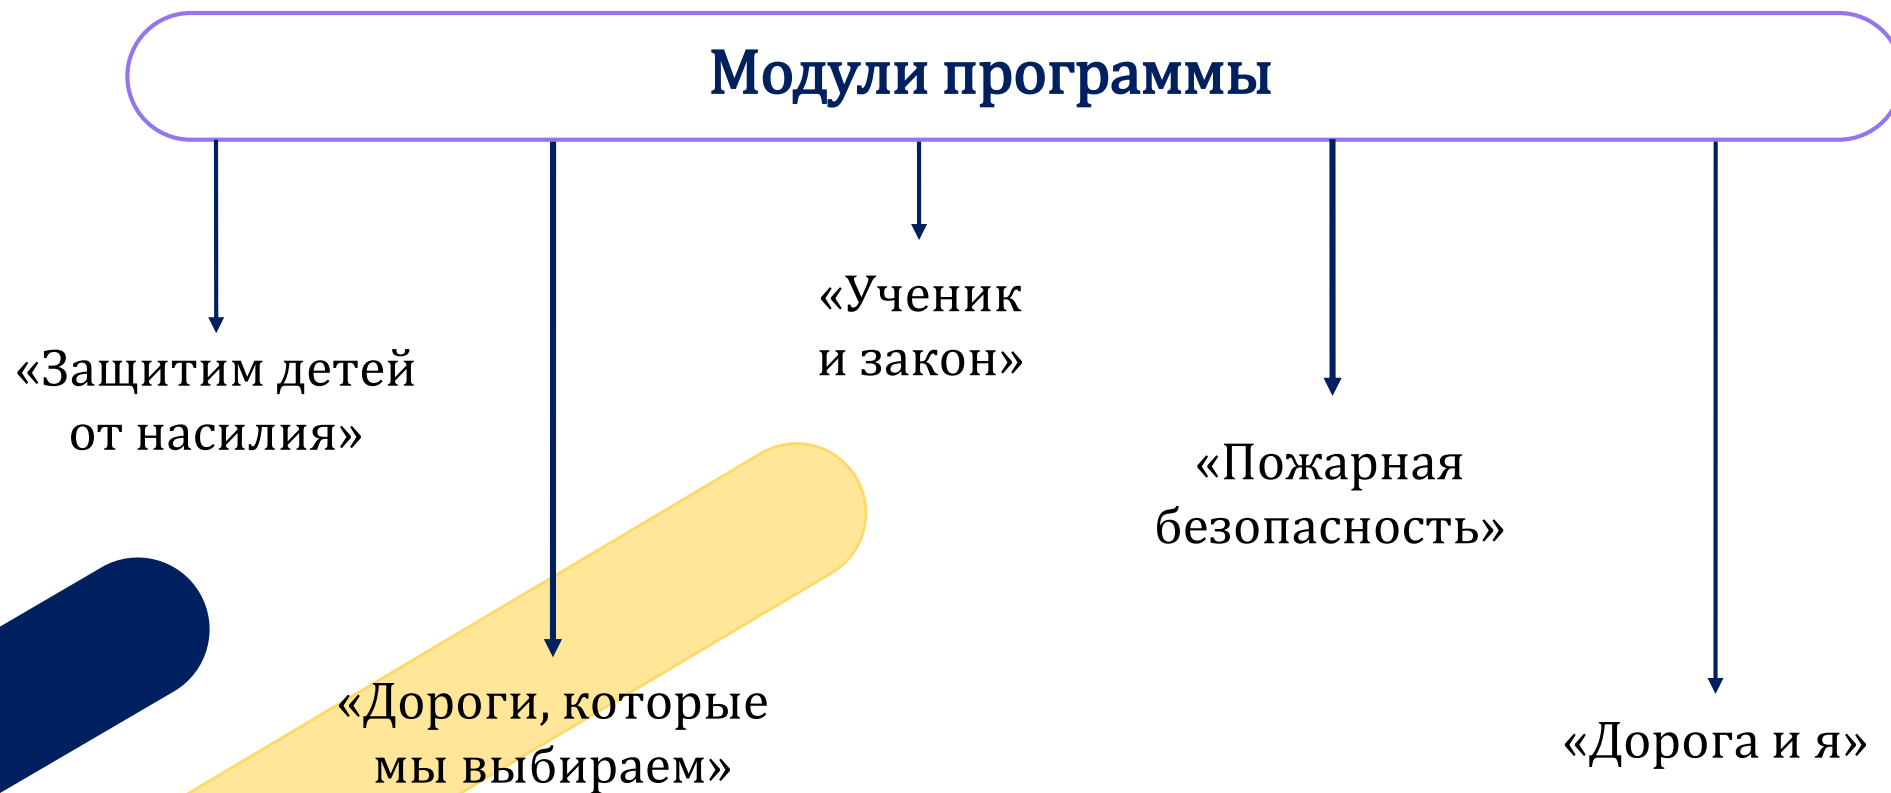 Модули программы
«Защитим детей
от насилия»
«Дороги, которые
мы выбираем»
«Ученик
и закон»
«Пожарная
безопасность»
«Дорога и я»